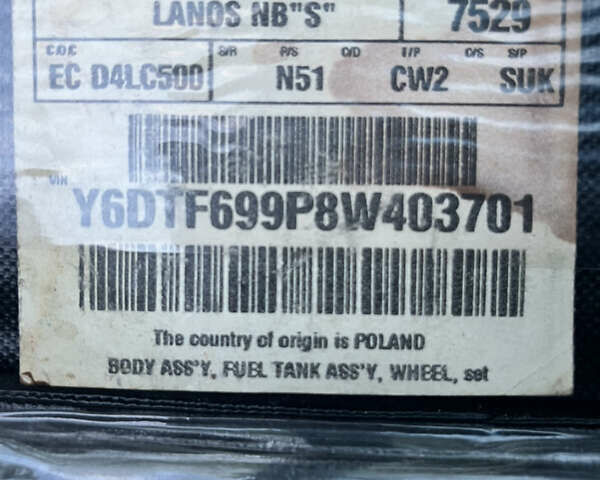 LANOS NB"S" 7529
C.O.C S/R P/S O/D T/P C/S S/P
EC D4LC500 N51 CW2 SUK
VIN
Y6DTF699P8W403701
The country of origin is POLAND
BODY ASS'Y, FUEL TANK ASS'Y, WHEEL, set